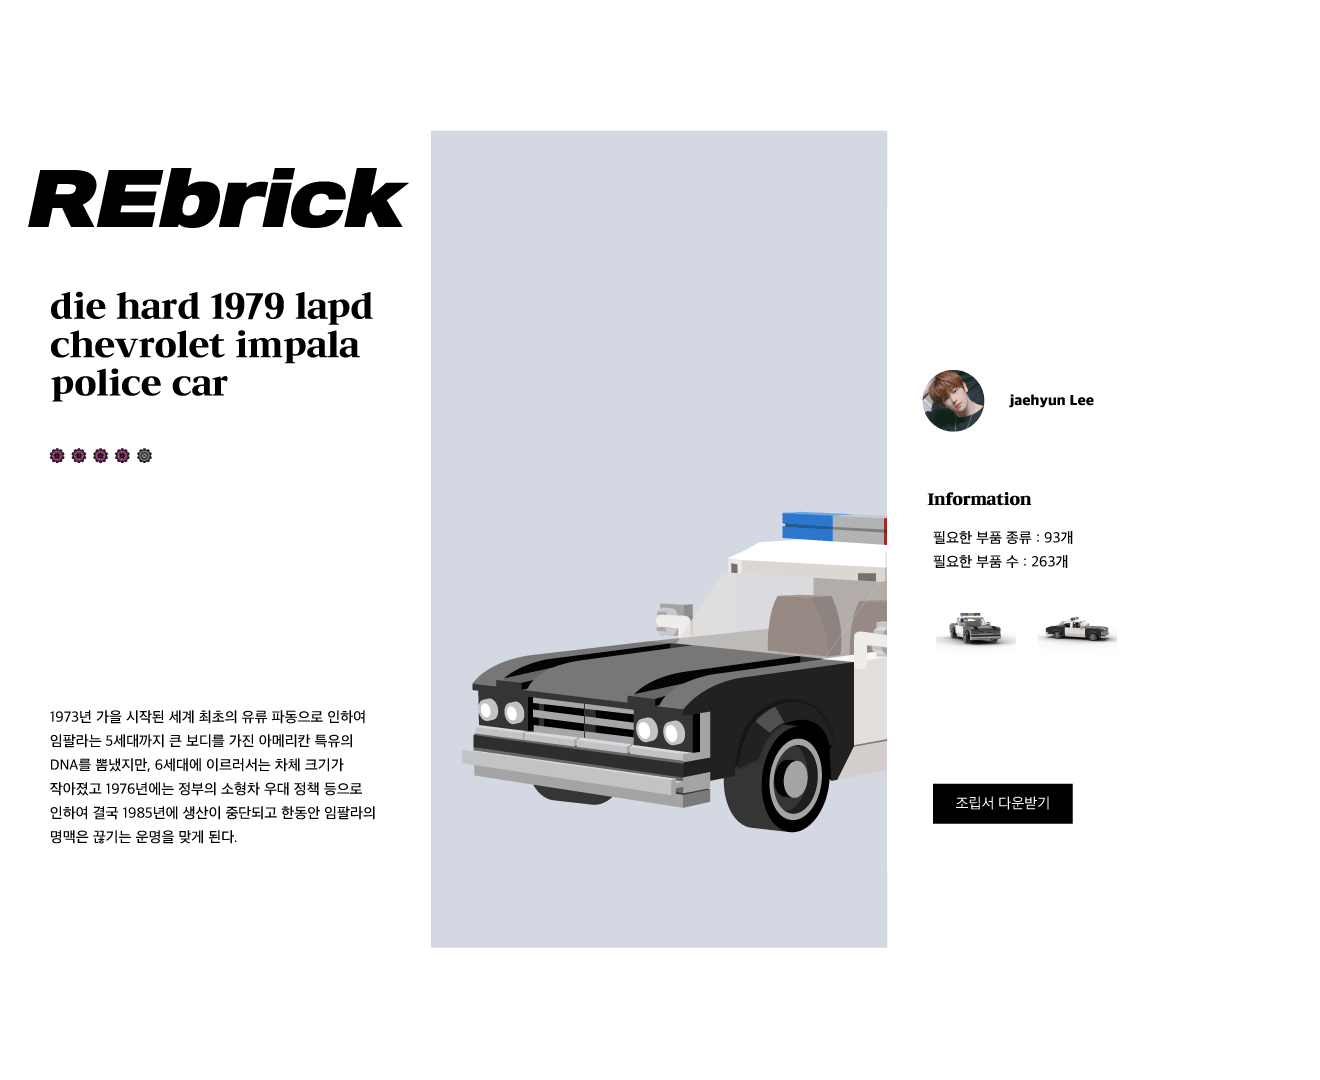 REbrick
die hard 1979 lapd
chevrolet impala
police car
1973년 가을 시작된 세계 최초의 유류 파동으로 인하여
임팔라는 5세대까지 큰 보디를 가진 아메리칸 특유의
DNA를 뽐냈지만, 6세대에 이르러서는 차체 크기가
작아졌고 1976년에는 정부의 소형차 우대 정책 등으로
인하여 결국 1985년에 생산이 중단되고 한동안 임팔라의
명맥은 끊기는 운명을 맞게 된다.
jaehyun Lee
Information
필요한 부품 종류 : 93개
필요한 부품 수 : 263개
조립서 다운받기